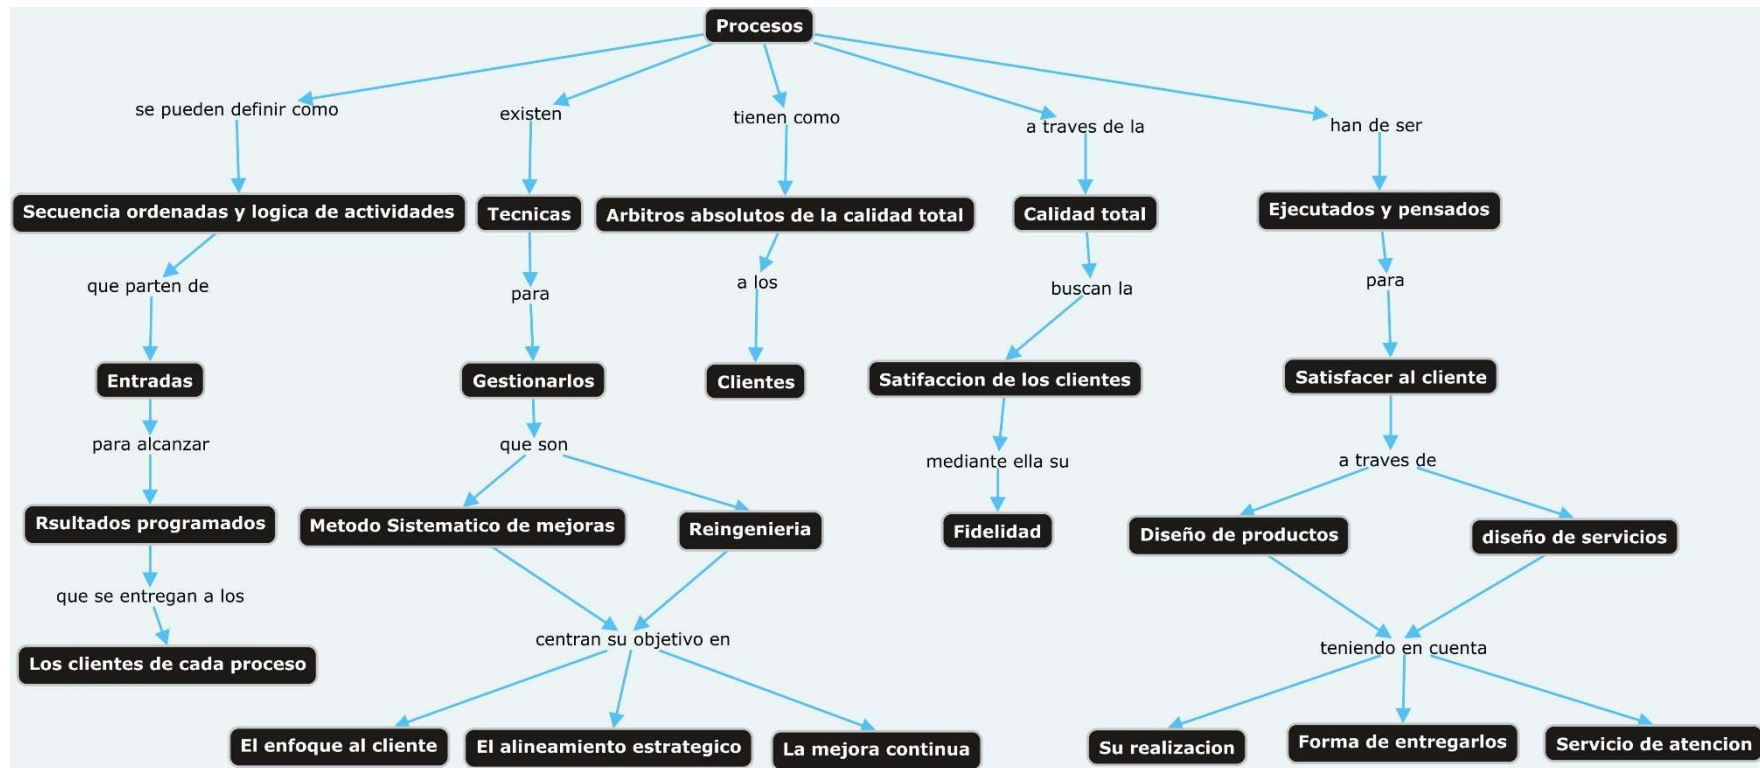 Procesos
se pueden definir como
existen
tienen como
a traves de la
han de ser
Secuencia ordenadas y logica de actividades
Tecnicas
Arbitros absolutos de la calidad total
Calidad total
Ejecutados y pensados
que parten de
para
a los
buscan la
para
Entradas
Gestionarlos
Clientes
Satifaccion de los clientes
Satisfacer al cliente
para alcanzar
que son
mediante ella su
a traves de
Rsultados programados
Metodo Sistematico de mejoras
Reingenieria
Fidelidad
Diseño de productos
diseño de servicios
que se entregan a los
centran su objetivo en
teniendo en cuenta
Los clientes de cada proceso
El enfoque al cliente
El alineamiento estrategico
La mejora continua
Su realizacion
Forma de entregarlos
Servicio de atencion